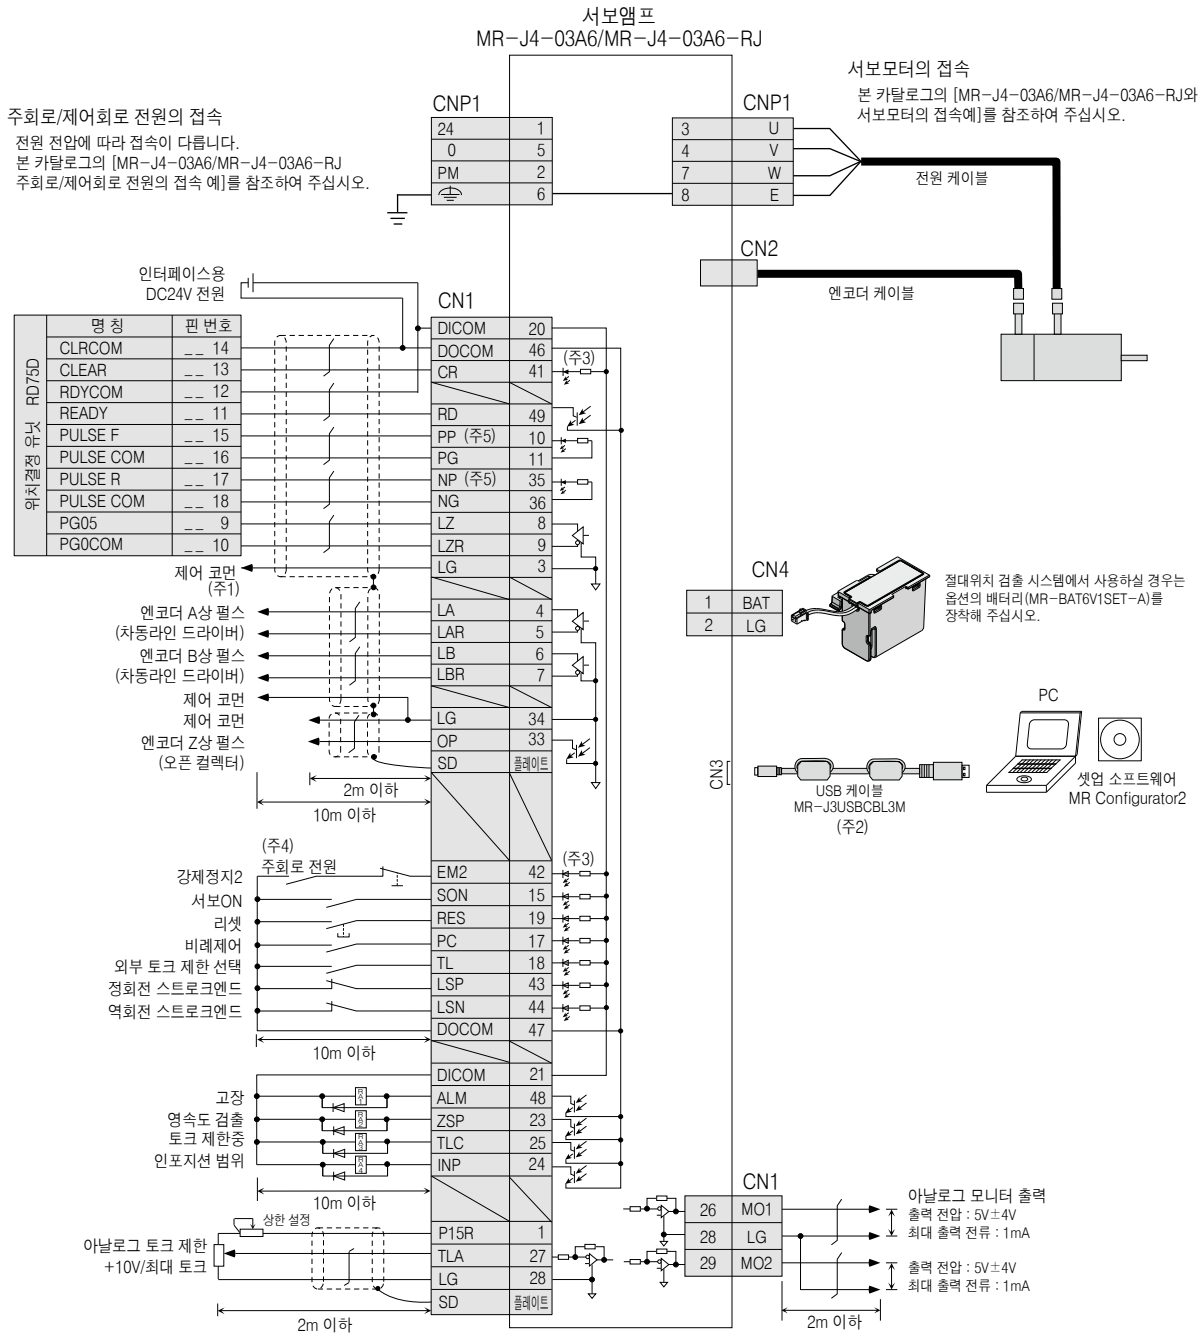 서보앰프
MR-J4-03A6/MR-J4-03A6-RJ
주회로/제어회로 전원의 접속
전원 전압에 따라 접속이 다릅니다.
본 카탈로그의 [MR-J4-03A6/MR-J4-03A6-RJ
주회로/제어회로 전원의 접속 예]를 참조하여 주십시오.
서보모터의 접속
본 카탈로그의 [MR-J4-03A6/MR-J4-03A6-RJ와
서보모터의 접속예]를 참조하여 주십시오.
CNP1
24 1
0 5
PM 2
6
CNP1
3 U
4 V
7 W
8 E
전원 케이블
CN2
엔코더 케이블
인터페이스용
DC24V 전원
위치결정 유닛 RD75D
명 칭 핀 번호
CLRCOM _ _ 14
CLEAR _ _ 13
RDYCOM _ _ 12
READY _ _ 11
PULSE F _ _ 15
PULSE COM _ _ 16
PULSE R _ _ 17
PULSE COM _ _ 18
PG05 _ _ 9
PG0COM _ _ 10
CN1
DICOM 20
DOCOM 46
CR 41
(주3)
RD 49
PP (주5) 10
PG 11
NP (주5) 35
NG 36
LZ 8
LZR 9
LG 3
LA 4
LAR 5
LB 6
LBR 7
LG 34
OP 33
SD 플레이트
제어 코먼
(주1)
엔코더 A상 펄스
(차동라인 드라이버)
엔코더 B상 펄스
(차동라인 드라이버)
제어 코먼
제어 코먼
엔코더 Z상 펄스
(오픈 컬렉터)
2m 이하
10m 이하
CN4
1 BAT
2 LG
절대위치 검출 시스템에서 사용하실 경우는
옵션의 배터리(MR-BAT6V1SET-A)를
장착해 주십시오.
CN3
USB 케이블
MR-J3USBCBL3M
(주2)
PC
셋업 소프트웨어
MR Configurator2
(주4)
주회로 전원
강제정지2
서보ON
리셋
비례제어
외부 토크 제한 선택
정회전 스트로크엔드
역회전 스트로크엔드
10m 이하
(주3)
EM2 42
SON 15
RES 19
PC 17
TL 18
LSP 43
LSN 44
DOCOM 47
DICOM 21
ALM 48
ZSP 23
TLC 25
INP 24
고장
RA1
영속도 검출
RA2
토크 제한중
RA3
인포지션 범위
RA4
10m 이하
상한 설정
아날로그 토크 제한
+10V/최대 토크
P15R 1
TLA 27
LG 28
SD 플레이트
2m 이하
CN1
26 MO1
28 LG
29 MO2
아날로그 모니터 출력
출력 전압 : 5V±4V
최대 출력 전류 : 1mA
출력 전압 : 5V±4V
최대 출력 전류 : 1mA
2m 이하